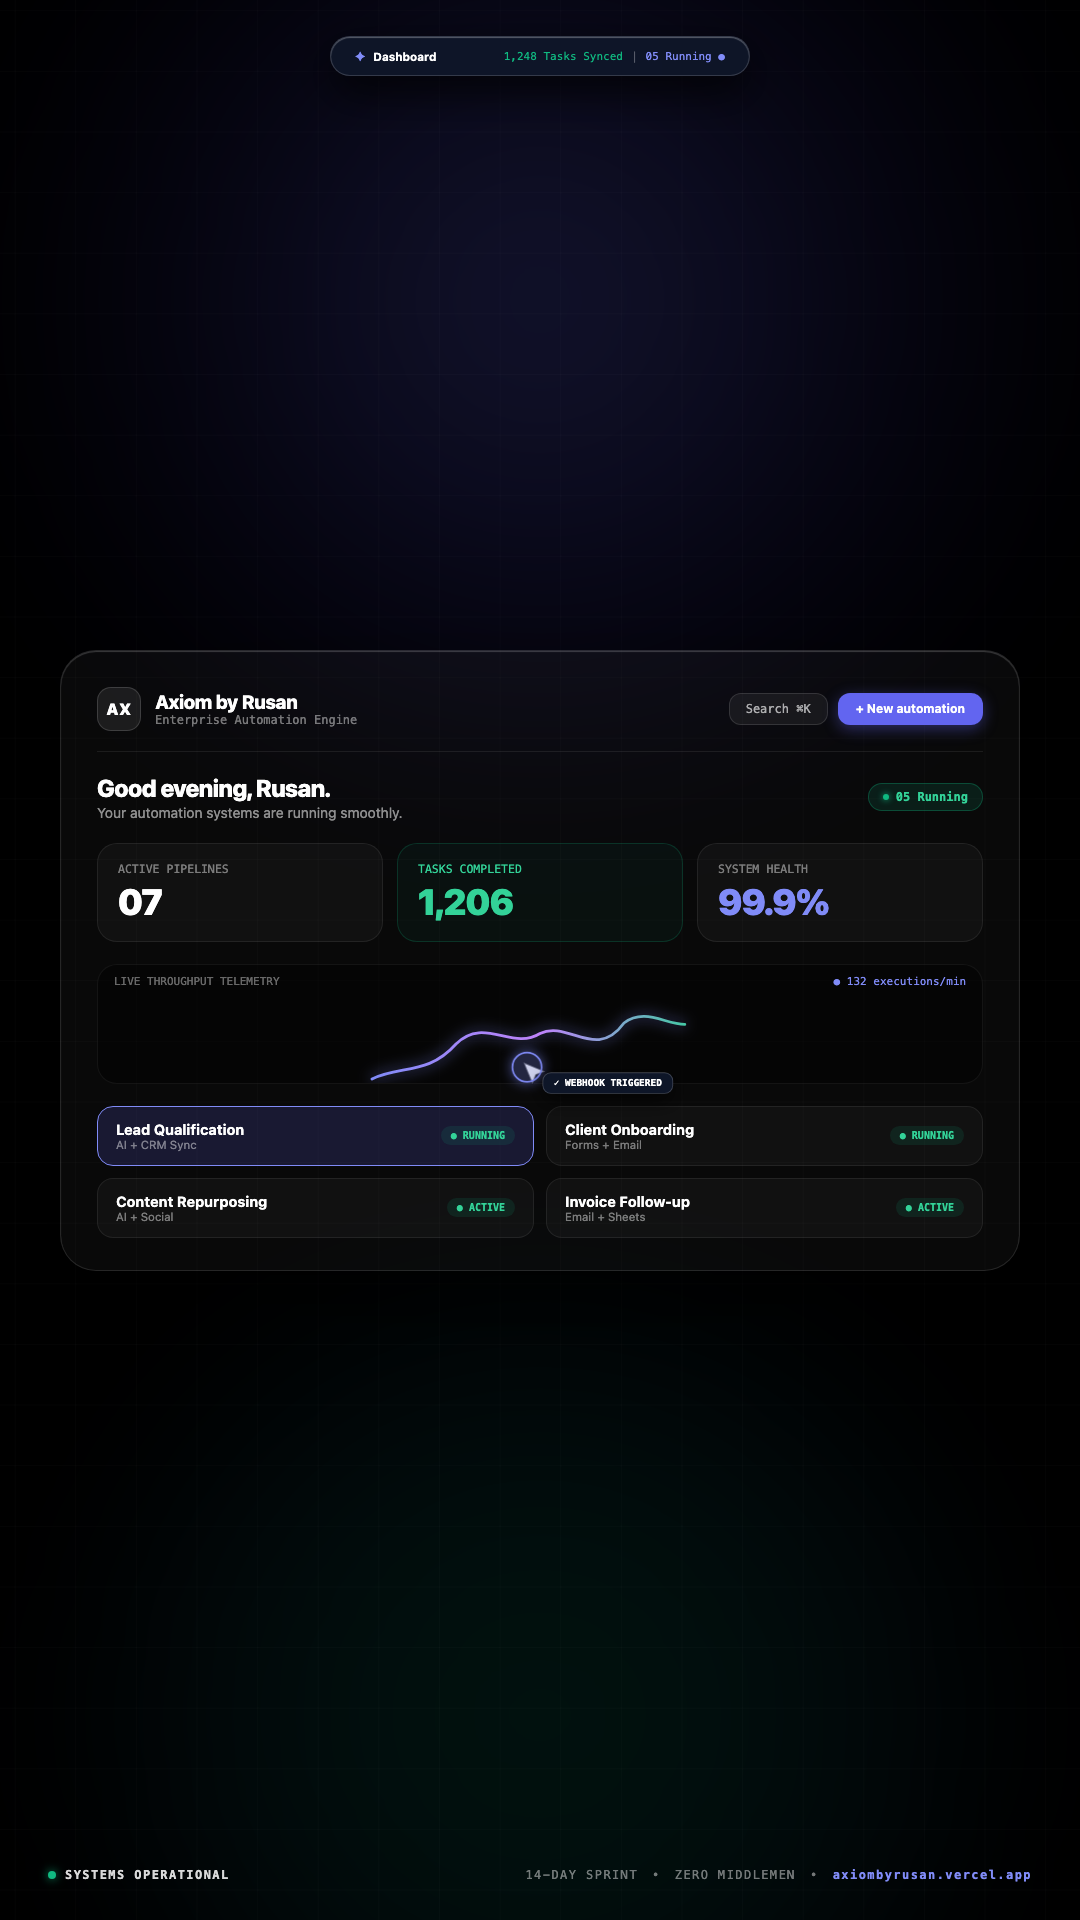 ✦ Dashboard 1,248 Tasks Synced | 05 Running ●
AX
Axiom by Rusan
Enterprise Automation Engine
Search ⌘K
+ New automation
Good evening, Rusan.
Your automation systems are running smoothly.
● 05 Running
ACTIVE PIPELINES
07
TASKS COMPLETED
1,206
SYSTEM HEALTH
99.9%
LIVE THROUGHPUT TELEMETRY
● 132 executions/min
✓ WEBHOOK TRIGGERED
Lead Qualification
AI + CRM Sync
● RUNNING
Client Onboarding
Forms + Email
● RUNNING
Content Repurposing
AI + Social
● ACTIVE
Invoice Follow-up
Email + Sheets
● ACTIVE
● SYSTEMS OPERATIONAL
14-DAY SPRINT • ZERO MIDDLEMEN • axiombyrusan.vercel.app